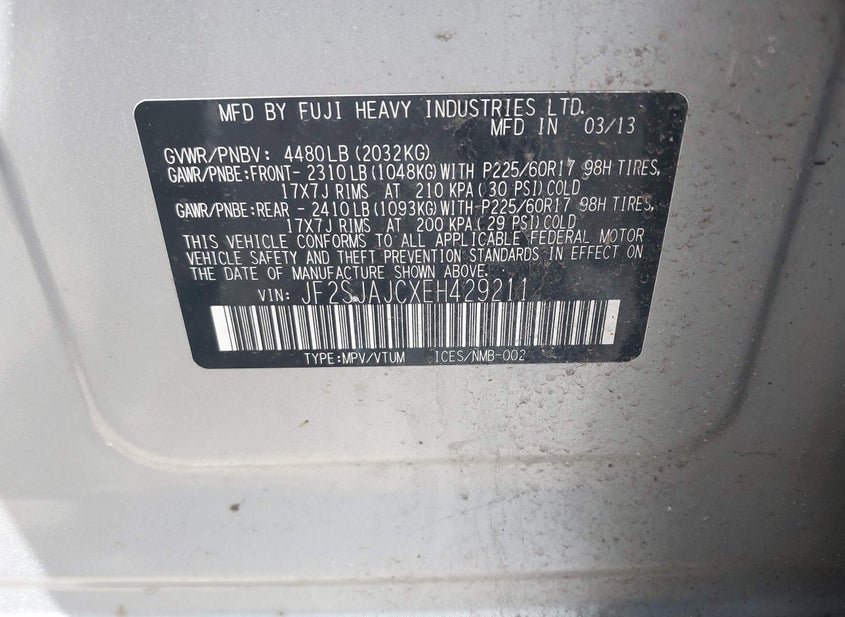 MFD BY FUJI HEAVY INDUSTRIES LTD.
MFD IN 03/13
GVWR/PNBV: 4480LB (2032KG)
GAWR/PNBE:FRONT- 2310LB (1048KG)WITH P225/60R17 98H TIRES,
17X7J RIMS AT 210 KPA( 30 PSI)COLD
GAWR/PNBE:REAR - 2410LB (1093KG)WITH P225/60R17 98H TIRES,
17X7J RIMS AT 200 KPA( 29 PSI)COLD
THIS VEHICLE CONFORMS TO ALL APPLICABLE FEDERAL MOTOR
VEHICLE SAFETY AND THEFT PREVENTION STANDARDS IN EFFECT ON
THE DATE OF MANUFACTURE SHOWN ABOVE.
VIN: JF2SJAJCXEH429211
TYPE:MPV/VTUM ICES/NMB-002